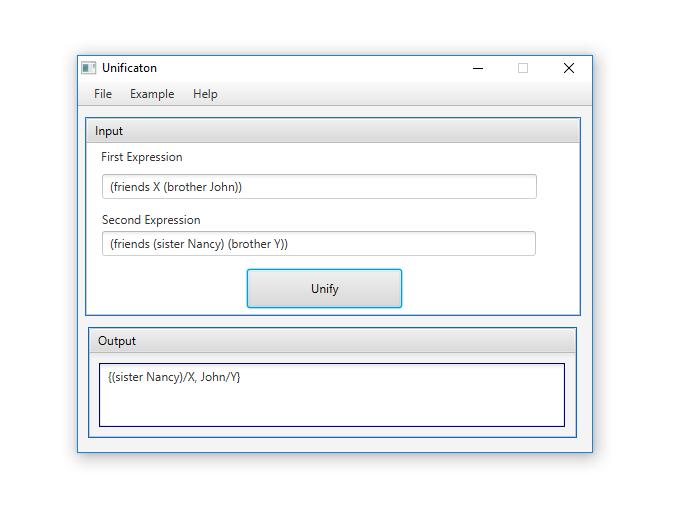 Unificaton
File Example Help
Input
First Expression
(friends X (brother John))
Second Expression
(friends (sister Nancy) (brother Y))
Unify
Output
{(sister Nancy)/X, John/Y}